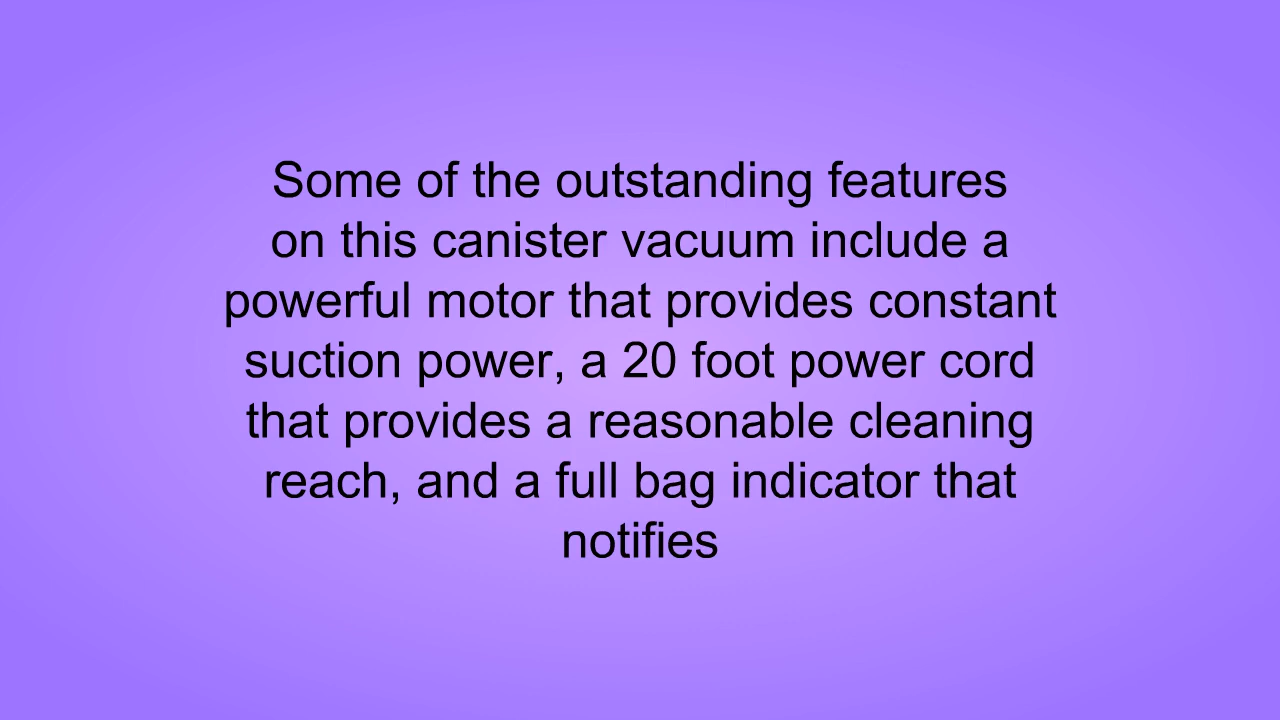 Some of the outstanding features
on this canister vacuum include a
powerful motor that provides constant
suction power, a 20 foot power cord
that provides a reasonable cleaning
reach, and a full bag indicator that
notifies